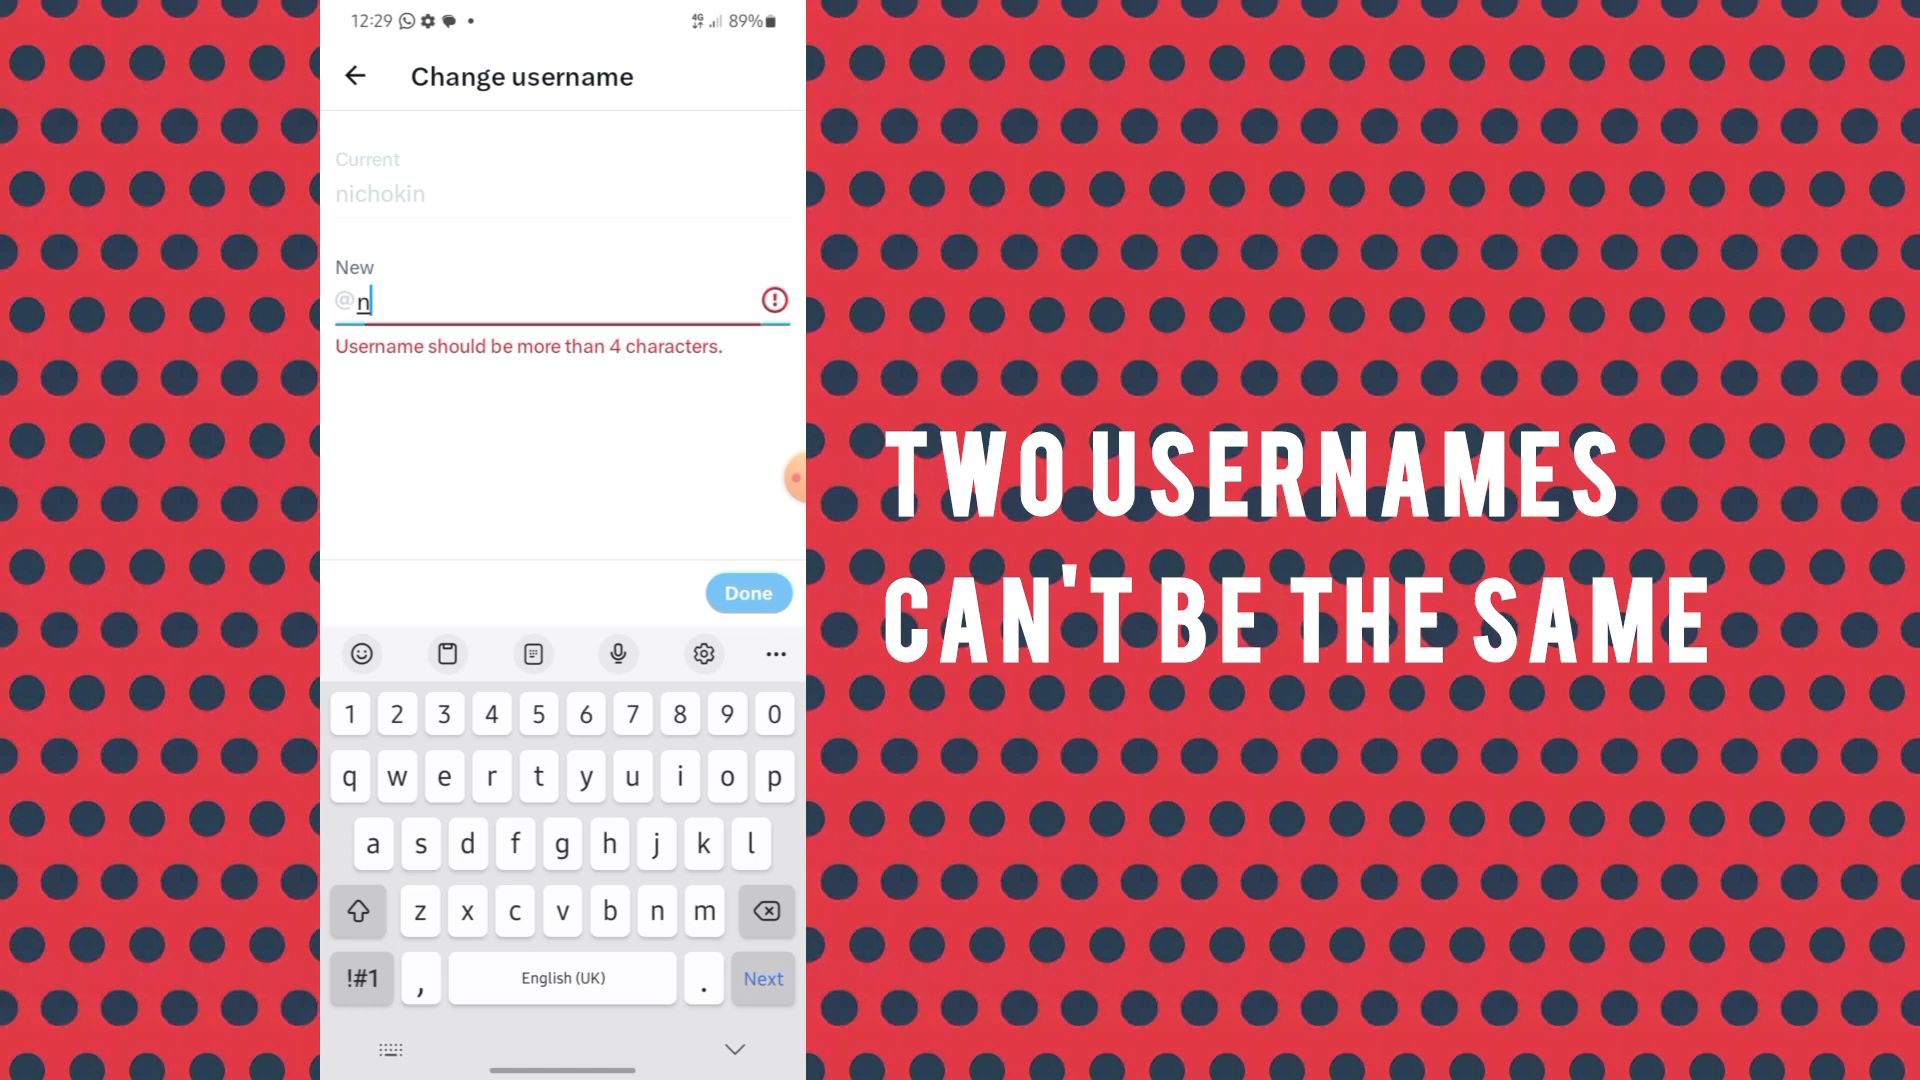 12:29 4G 89%
Change username
Current
nichokin
New
@n
Username should be more than 4 characters.
Done
1 2 3 4 5 6 7 8 9 0
q w e r t y u i o p
a s d f g h j k l
z x c v b n m
!#1 , English (UK) . Next
TWO USERNAMES
CAN'T BE THE SAME